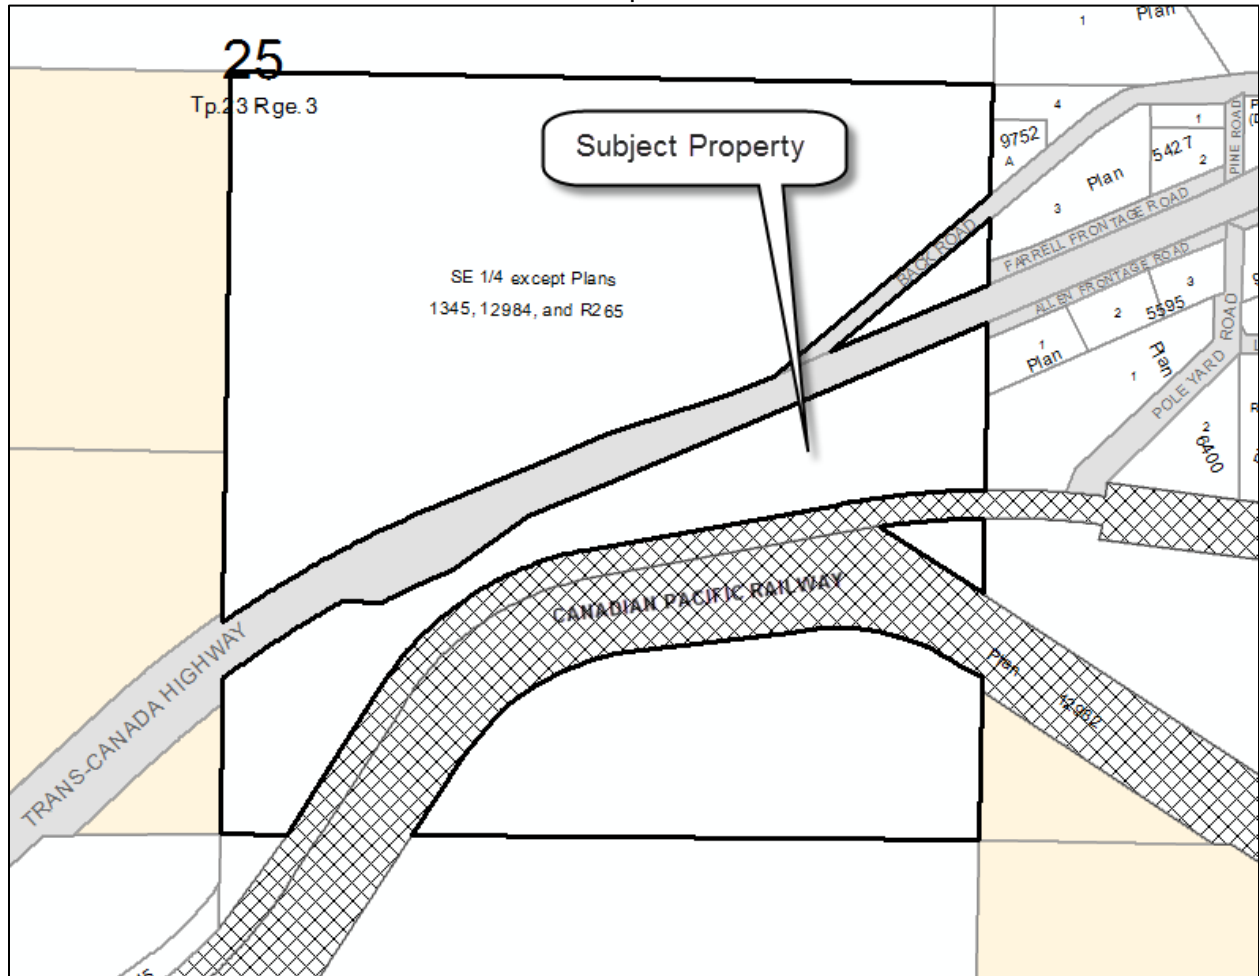 Plan
1
25
Tp.23 Rge.3
4
1
PINE ROAD
Subject Property
9752
A
5427
2
Plan
3
FARRELL FRONTAGE ROAD
BACK ROAD
ALLEN FRONTAGE ROAD
SE 1/4 except Plans
1345, 12984, and R265
3
2
5595
1
Plan
Plan
1
POLE YARD ROAD
2
6400
CANADIAN PACIFIC RAILWAY
TRANS-CANADA HIGHWAY
Plan
12982